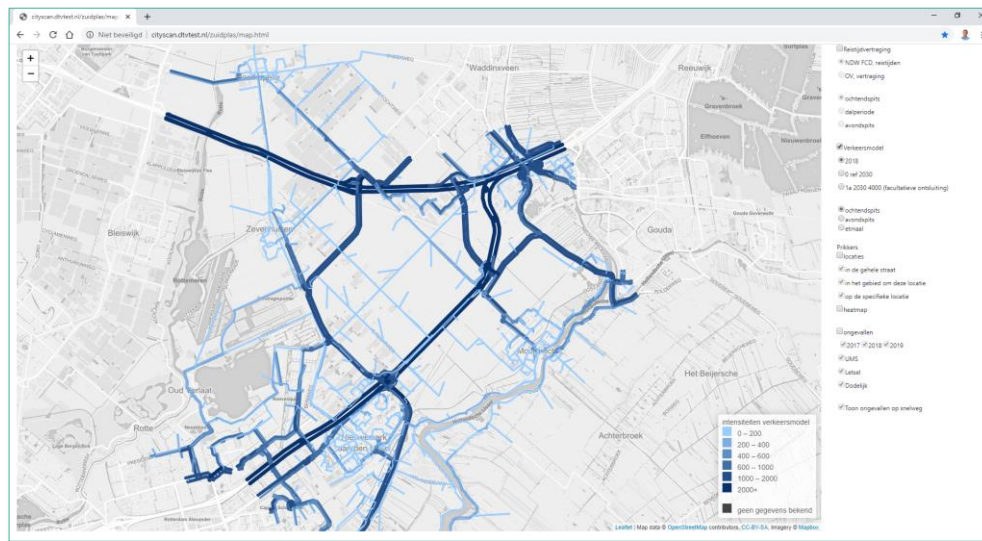 cityscan.dtvtest.nl/zuidplas/map
Niet beveiligd | cityscan.dtvtest.nl/zuidplas/map.html
+
−
Waddinxveen
Reeuwijk
Gravenbroek
Elfhoeven
Bleiswijk
Gouda
Oud Verlaat
Rotte
Het Beijersche
Achterbroek
Rotterdam Alexander
intensiteiten verkeersmodel
0 – 200
200 – 400
400 – 600
600 – 1000
1000 – 2000
2000+
geen gegevens bekend
Leaflet | Map data © OpenStreetMap contributors, CC-BY-SA, Imagery © Mapbox
Reistijdvertraging
NDW FCD, reistijden
OV, vertraging
ochtendspits
dalperiode
avondspits
Verkeersmodel
2018
0 ref 2030
1a 2030 4000 (facultatieve ontsluiting)
ochtendspits
avondspits
etmaal
Prikkers
locaties
in de gehele straat
in het gebied om deze locatie
op de specifieke locatie
heatmap
ongevallen
2017 2018 2019
UMS
Letsel
Dodelijk
Toon ongevallen op snelweg